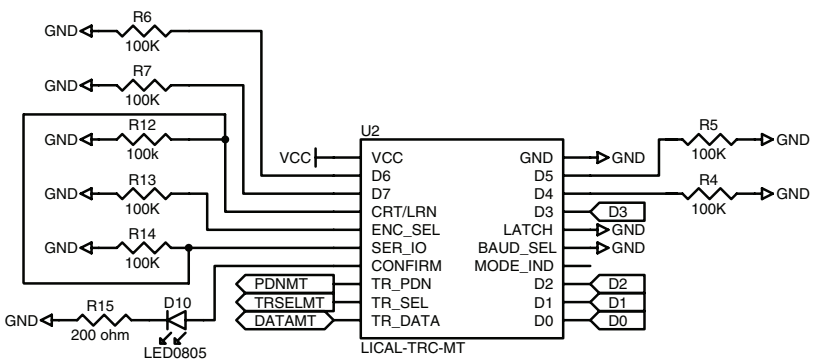 R6
GND
100K
R7
GND
100K
R12
GND
100k
R13
GND
100K
R14
GND
100K
R15
GND
200 ohm
D10
LED0805
PDNMT
TRSELMT
DATAMT
U2
VCC
VCC GND GND
D6 D5
D7 D4
CRT/LRN D3 D3
ENC_SEL LATCH GND
SER_IO BAUD_SEL GND
CONFIRM MODE_IND
TR_PDN D2 D2
TR_SEL D1 D1
TR_DATA D0 D0
LICAL-TRC-MT
R5
GND
100K
R4
GND
100K